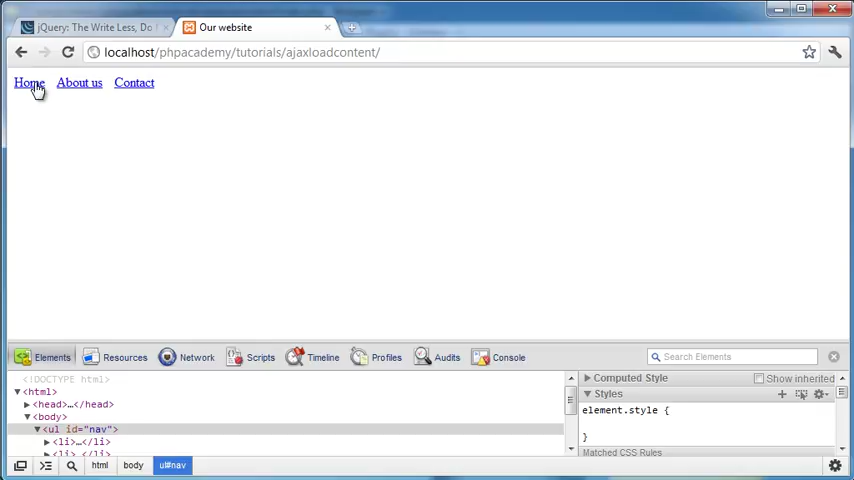 jQuery: The Write Less, Do
Our website
localhost/phpacademy/tutorials/ajaxloadcontent/
Home About us Contact
Elements Resources Network Scripts Timeline Profiles Audits Console Search Elements
<!DOCTYPE html>
<html>
<head>…</head>
<body>
<ul id="nav">
<li>…</li>
<li>…</li>
Computed Style Show inherited
Styles
element.style {
}
Matched CSS Rules
html body ul#nav